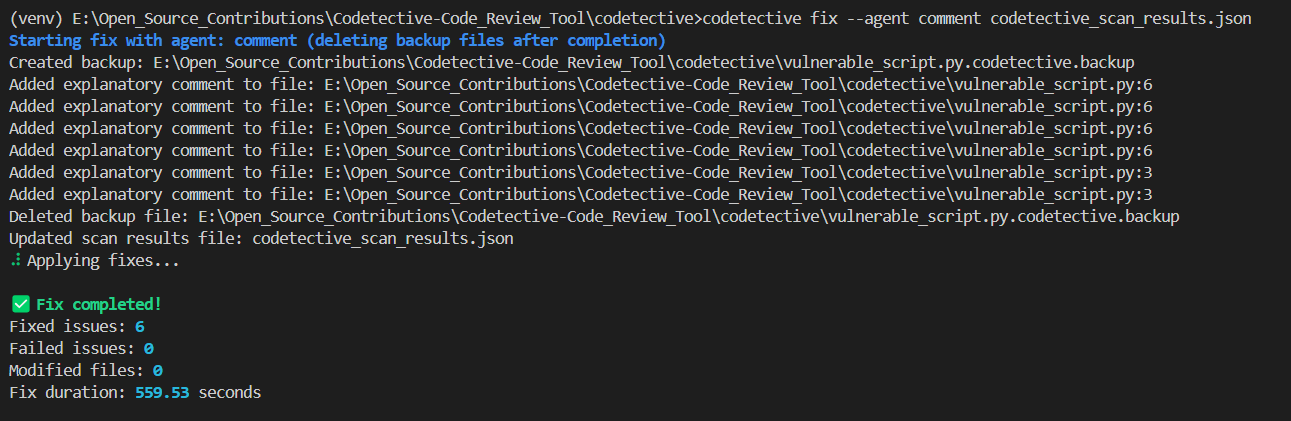 (venv) E:\Open_Source_Contributions\Codetective-Code_Review_Tool\codetective>codetective fix --agent comment codetective_scan_results.json
Starting fix with agent: comment (deleting backup files after completion)
Created backup: E:\Open_Source_Contributions\Codetective-Code_Review_Tool\codetective\vulnerable_script.py.codetective.backup
Added explanatory comment to file: E:\Open_Source_Contributions\Codetective-Code_Review_Tool\codetective\vulnerable_script.py:6
Added explanatory comment to file: E:\Open_Source_Contributions\Codetective-Code_Review_Tool\codetective\vulnerable_script.py:6
Added explanatory comment to file: E:\Open_Source_Contributions\Codetective-Code_Review_Tool\codetective\vulnerable_script.py:6
Added explanatory comment to file: E:\Open_Source_Contributions\Codetective-Code_Review_Tool\codetective\vulnerable_script.py:6
Added explanatory comment to file: E:\Open_Source_Contributions\Codetective-Code_Review_Tool\codetective\vulnerable_script.py:3
Added explanatory comment to file: E:\Open_Source_Contributions\Codetective-Code_Review_Tool\codetective\vulnerable_script.py:3
Deleted backup file: E:\Open_Source_Contributions\Codetective-Code_Review_Tool\codetective\vulnerable_script.py.codetective.backup
Updated scan results file: codetective_scan_results.json
Applying fixes...
✅ Fix completed!
Fixed issues: 6
Failed issues: 0
Modified files: 0
Fix duration: 559.53 seconds